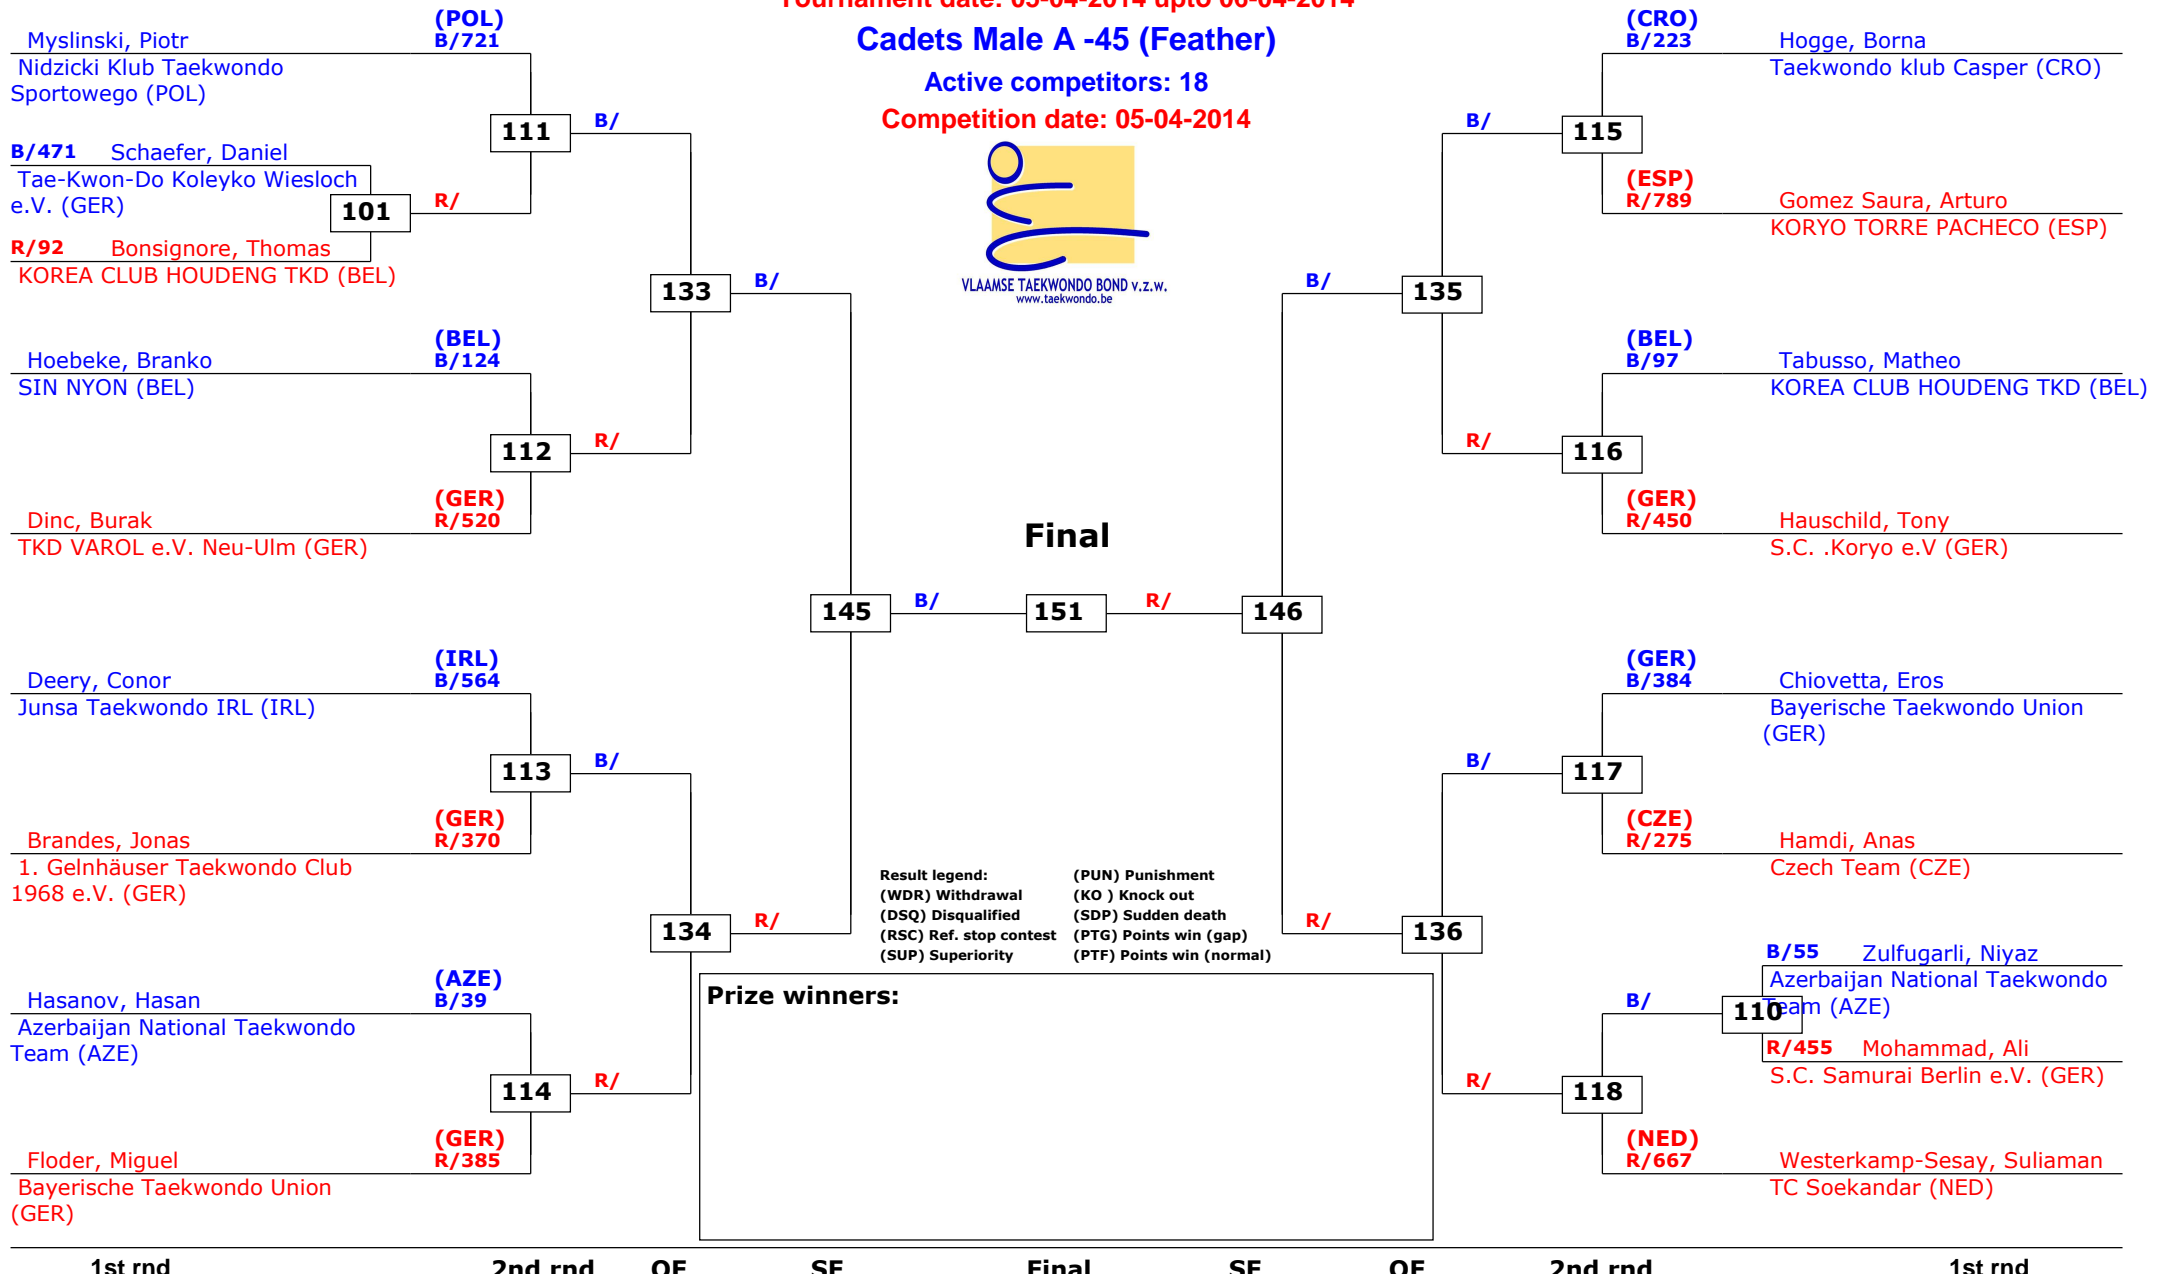 Tournament date: 05-04-2014 upto 06-04-2014
Cadets Male A -45 (Feather)
Active competitors: 18
Competition date: 05-04-2014
VLAAMSE TAEKWONDO BOND v.z.w.
www.taekwondo.be
(POL)
Myslinski, Piotr B/721
Nidzicki Klub Taekwondo
Sportowego (POL)
111
B/
B/471 Schaefer, Daniel
Tae-Kwon-Do Koleyko Wiesloch
e.V. (GER)
101
R/
R/92 Bonsignore, Thomas
KOREA CLUB HOUDENG TKD (BEL)
133
B/
(BEL)
Hoebeke, Branko B/124
SIN NYON (BEL)
112
R/
(GER)
Dinc, Burak R/520
TKD VAROL e.V. Neu-Ulm (GER)
145
B/
(IRL)
Deery, Conor B/564
Junsa Taekwondo IRL (IRL)
113
B/
(GER)
Brandes, Jonas R/370
1. Gelnhäuser Taekwondo Club
1968 e.V. (GER)
134
R/
(AZE)
Hasanov, Hasan B/39
Azerbaijan National Taekwondo
Team (AZE)
114
R/
(GER)
Floder, Miguel R/385
Bayerische Taekwondo Union
(GER)
Final
151
R/
146
(CRO)
B/223 Hogge, Borna
Taekwondo klub Casper (CRO)
B/
115
(ESP)
R/789 Gomez Saura, Arturo
KORYO TORRE PACHECO (ESP)
B/
135
(BEL)
B/97 Tabusso, Matheo
KOREA CLUB HOUDENG TKD (BEL)
R/
116
(GER)
R/450 Hauschild, Tony
S.C. .Koryo e.V (GER)
(GER)
B/384 Chiovetta, Eros
Bayerische Taekwondo Union
(GER)
B/
117
(CZE)
R/275 Hamdi, Anas
Czech Team (CZE)
R/
136
B/55 Zulfugarli, Niyaz
Azerbaijan National Taekwondo
Team (AZE)
B/
110
R/455 Mohammad, Ali
S.C. Samurai Berlin e.V. (GER)
R/
118
(NED)
R/667 Westerkamp-Sesay, Suliaman
TC Soekandar (NED)
Result legend: (PUN) Punishment
(WDR) Withdrawal (KO ) Knock out
(DSQ) Disqualified (SDP) Sudden death
(RSC) Ref. stop contest (PTG) Points win (gap)
(SUP) Superiority (PTF) Points win (normal)
Prize winners:
1st rnd 2nd rnd QF SF Final SF QF 2nd rnd 1st rnd